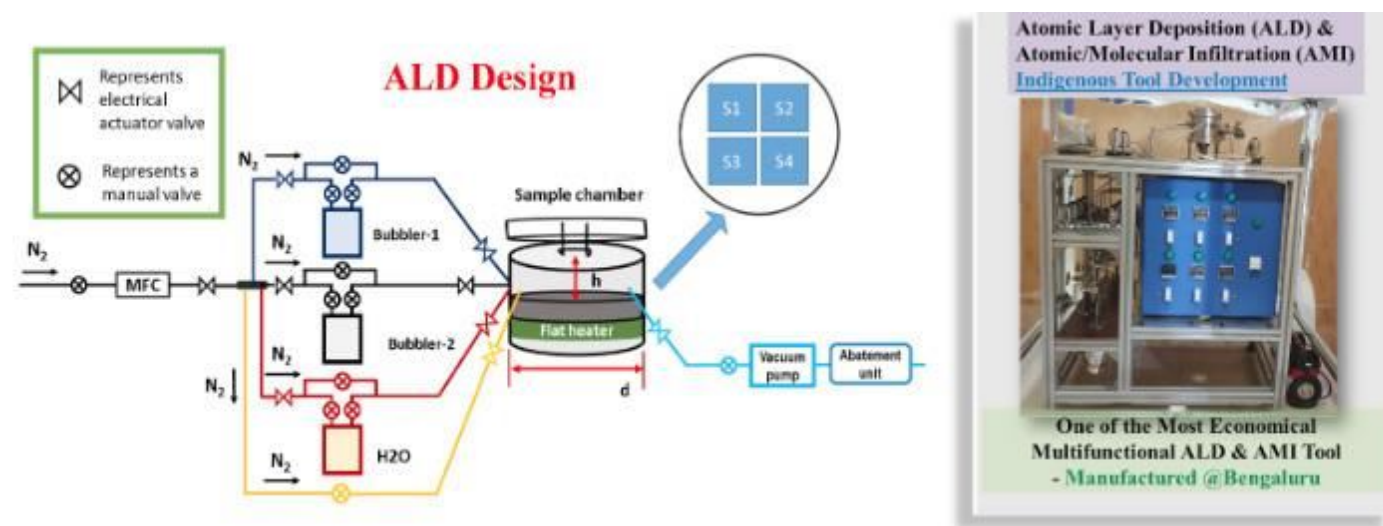 Represents
electrical
actuator valve
Represents a
manual valve
ALD Design
S1 S2
S3 S4
Sample chamber
N2
Bubbler-1
N2
N2
MFC
h
Flat heater
Bubbler-2
N2
N2
d
Vacuum
pump
Abatement
unit
H2O
N2
Atomic Layer Deposition (ALD) &
Atomic/Molecular Infiltration (AMI)
Indigenous Tool Development
One of the Most Economical
Multifunctional ALD & AMI Tool
- Manufactured @Bengaluru